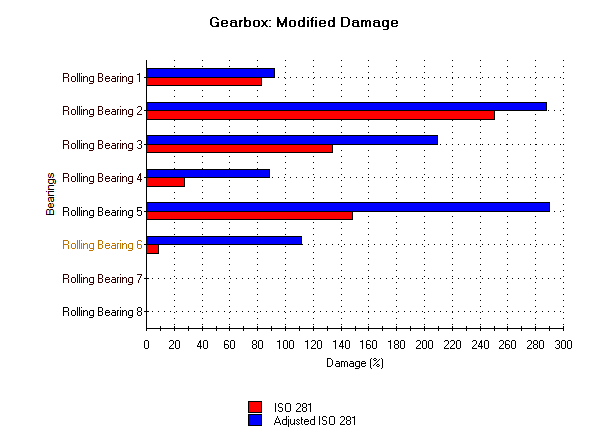 Gearbox: Modified Damage
Rolling Bearing 1
Rolling Bearing 2
Rolling Bearing 3
Rolling Bearing 4
Bearings
Rolling Bearing 5
Rolling Bearing 6
Rolling Bearing 7
Rolling Bearing 8
0 20 40 60 80 100 120 140 160 180 200 220 240 260 280 300
Damage (%)
ISO 281
Adjusted ISO 281